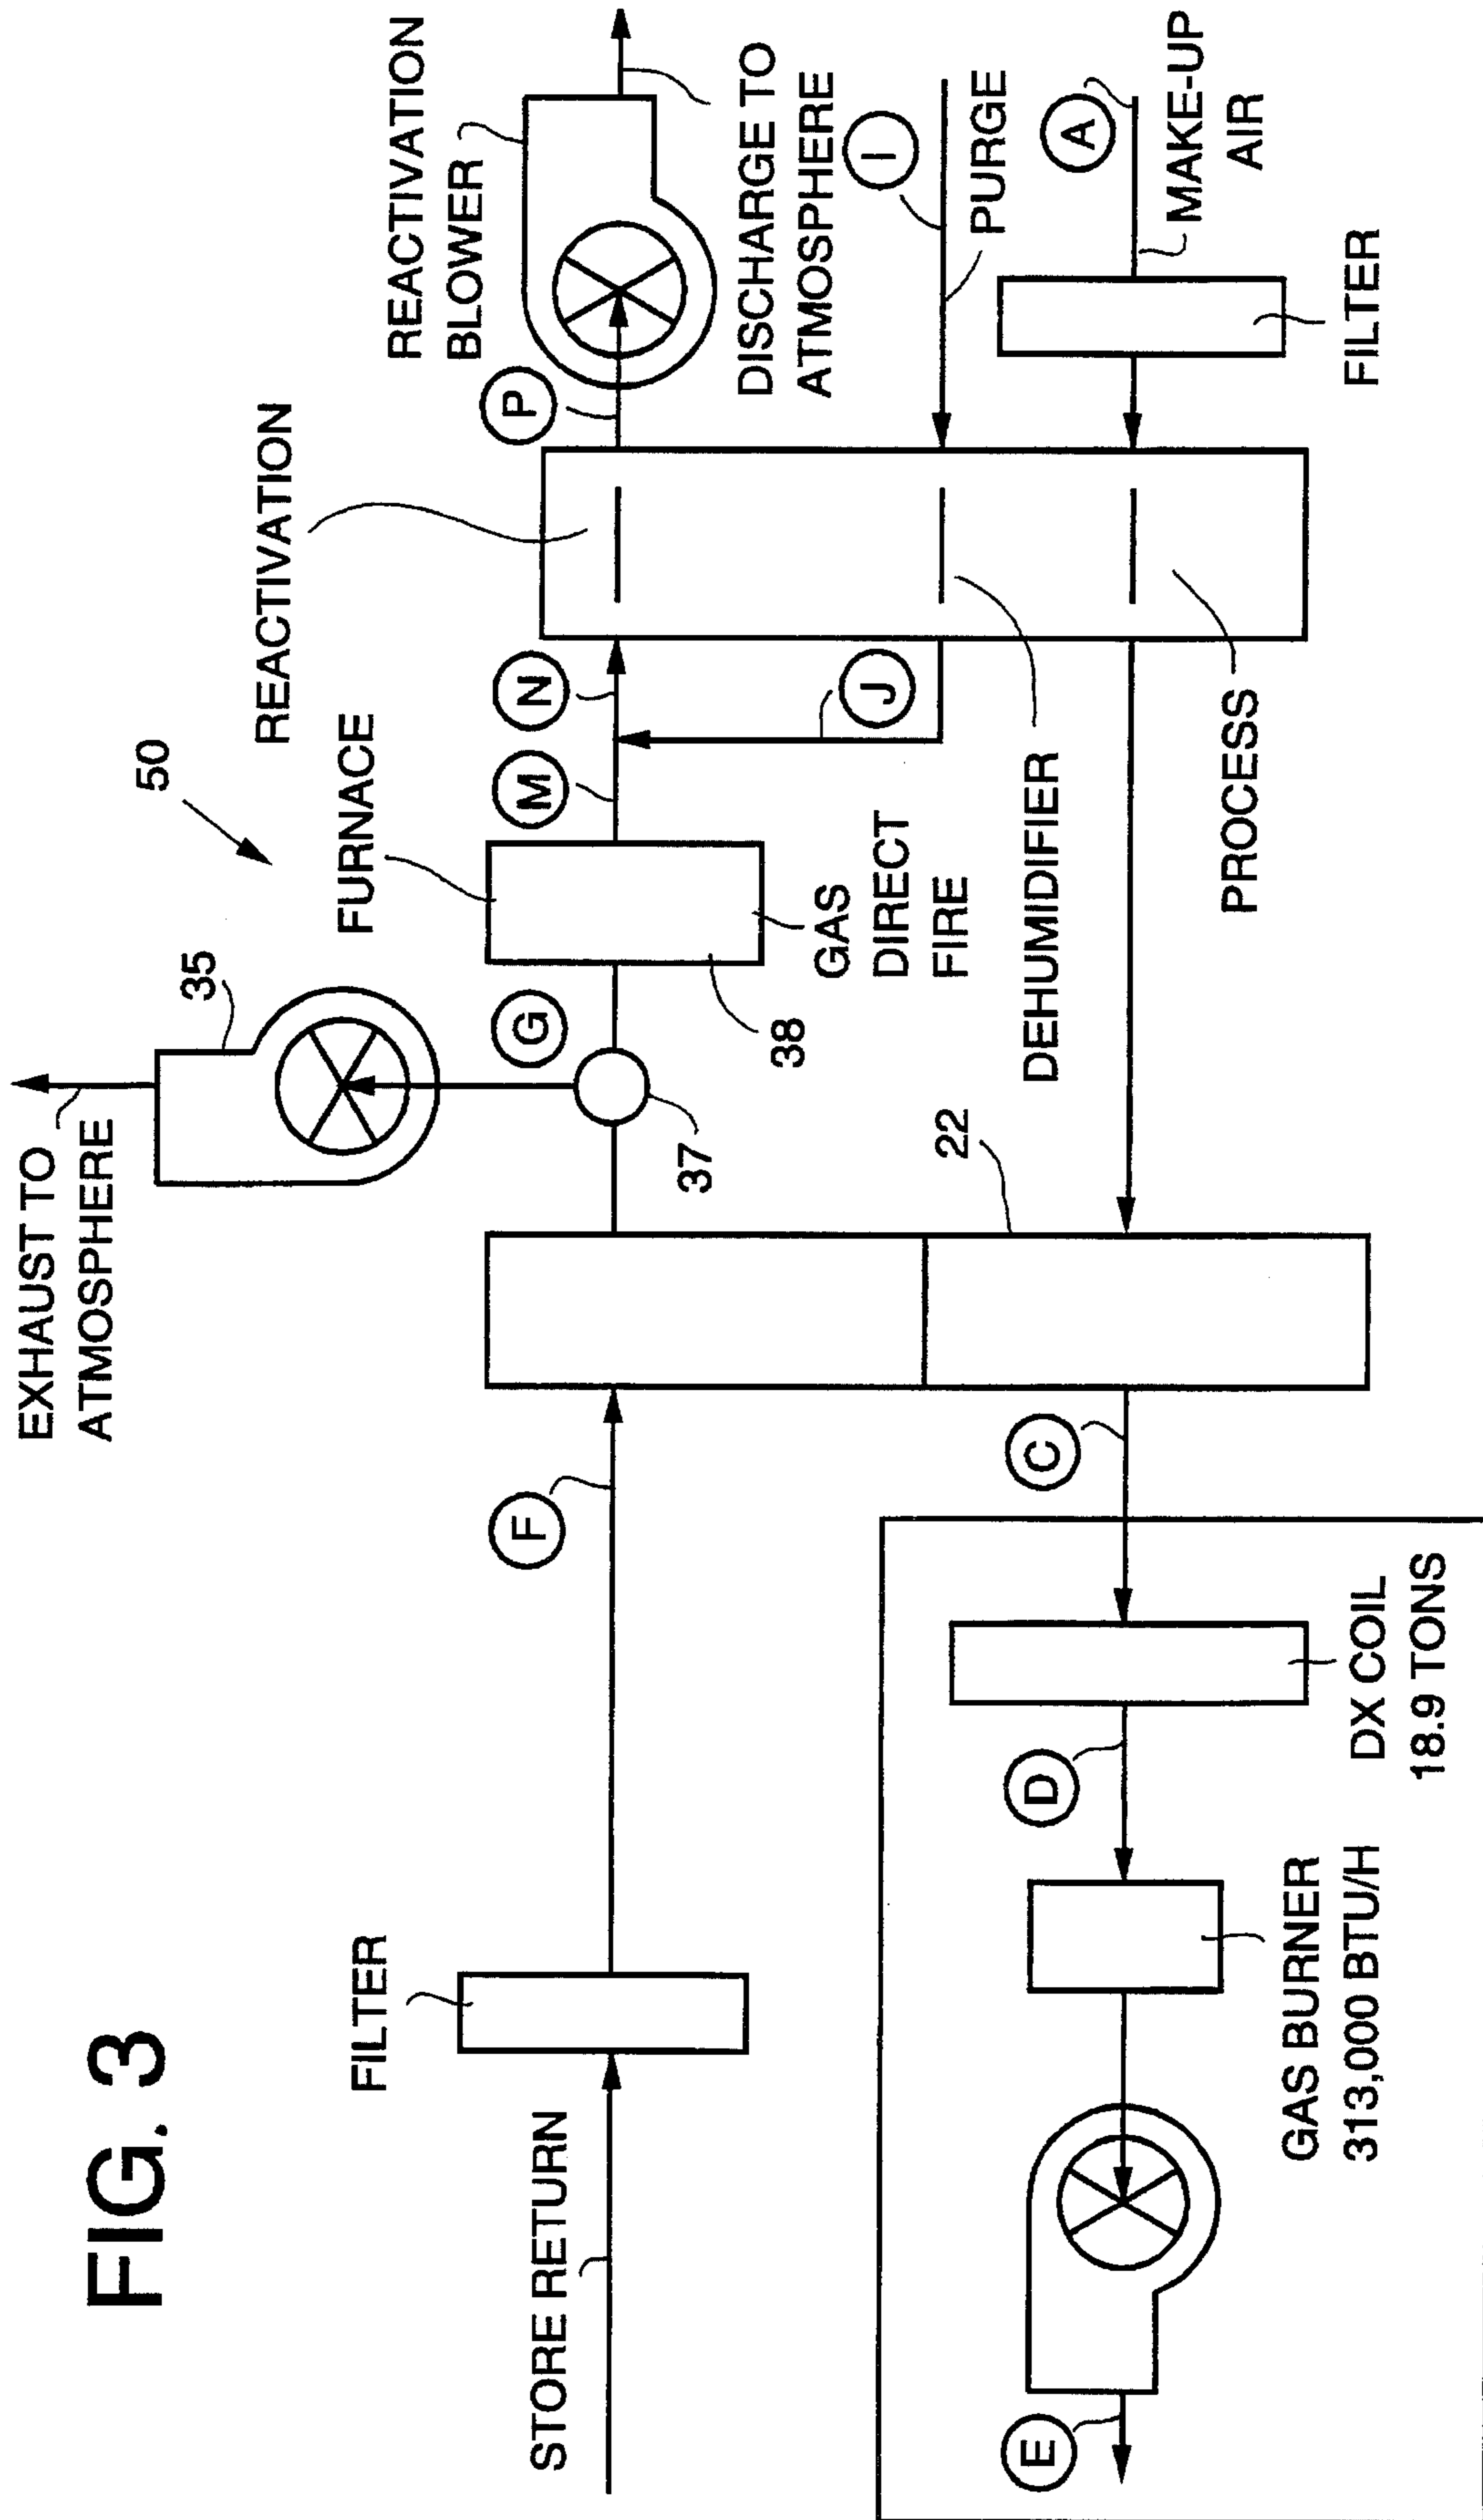 FIG. 3
EXHAUST TO
ATMOSPHERE
35
50
FURNACE
REACTIVATION
REACTIVATION
BLOWER
STORE RETURN
FILTER
F
37
G
38
GAS
DIRECT
FIRE
M
N
P
DISCHARGE TO
ATMOSPHERE
J
I
PURGE
22
DEHUMIDIFIER
A
MAKE-UP
AIR
E
D
C
GAS BURNER
313,000 BTU/H
DX COIL
18.9 TONS
PROCESS
FILTER